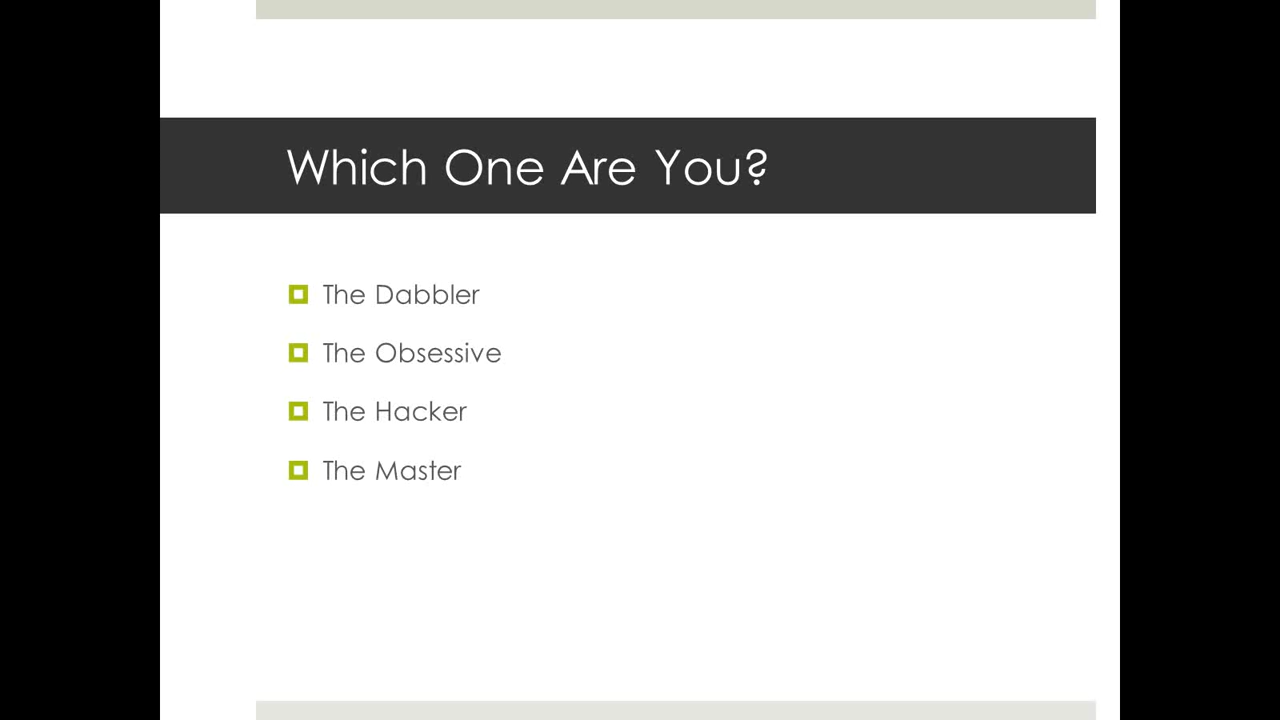 Which One Are You?
The Dabbler
The Obsessive
The Hacker
The Master